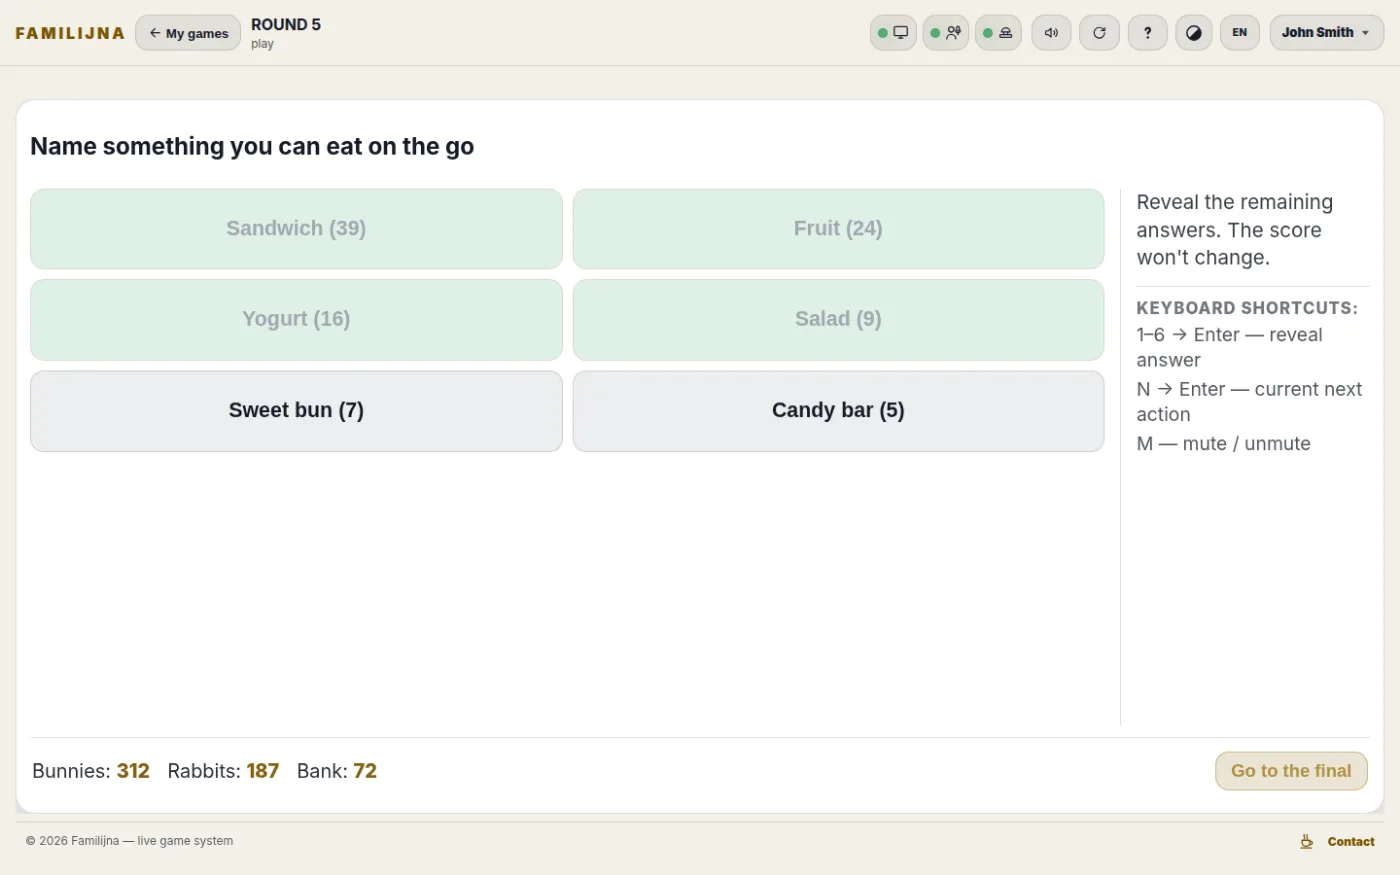 FAMILIJNA
← My games
ROUND 5
play
?
EN
John Smith
Name something you can eat on the go
Sandwich (39)
Fruit (24)
Yogurt (16)
Salad (9)
Sweet bun (7)
Candy bar (5)
Reveal the remaining
answers. The score
won't change.
KEYBOARD SHORTCUTS:
1–6 → Enter — reveal
answer
N → Enter — current next
action
M — mute / unmute
Bunnies: 312 Rabbits: 187 Bank: 72
Go to the final
© 2026 Familijna — live game system
Contact